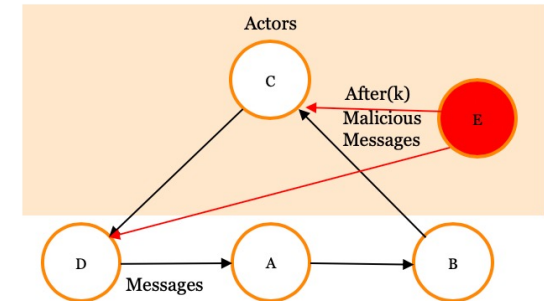 Actors
C
After(k)
Malicious
Messages
E
D
A
B
Messages